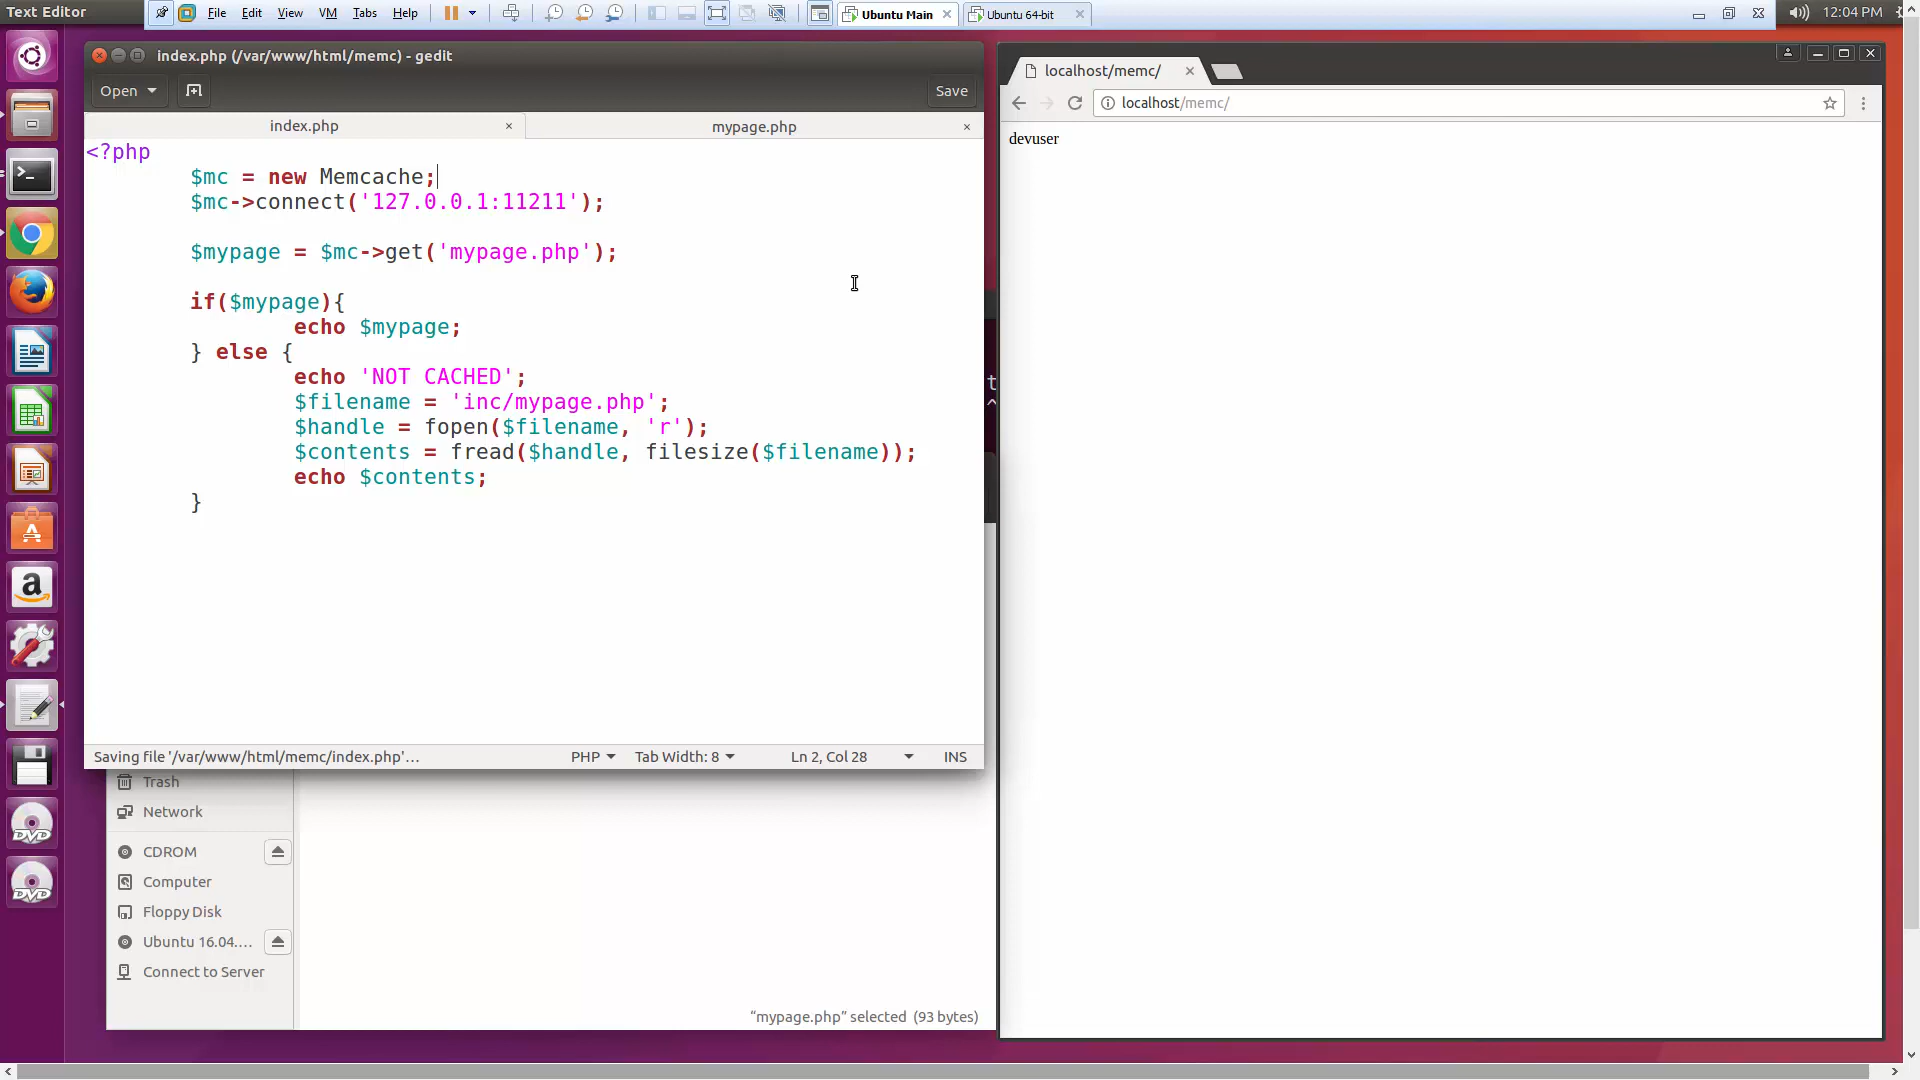 Text Editor
File Edit View VM Tabs Help
Ubuntu Main
Ubuntu 64-bit
12:04 PM
index.php (/var/www/html/memc) - gedit
Open
Save
index.php
mypage.php
<?php
$mc = new Memcache;
$mc->connect('127.0.0.1:11211');
$mypage = $mc->get('mypage.php');
if($mypage){
echo $mypage;
} else {
echo 'NOT CACHED';
$filename = 'inc/mypage.php';
$handle = fopen($filename, 'r');
$contents = fread($handle, filesize($filename));
echo $contents;
}
Saving file '/var/www/html/memc/index.php'…
PHP
Tab Width: 8
Ln 2, Col 28
INS
Trash
Network
CDROM
Computer
Floppy Disk
Ubuntu 16.04.…
Connect to Server
“mypage.php” selected (93 bytes)
localhost/memc/
localhost/memc/
devuser
DVD
DVD